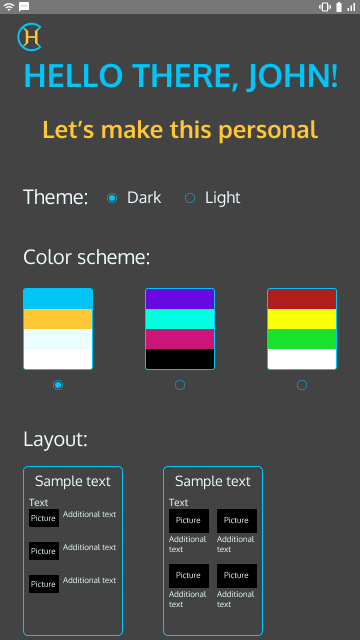 H
HELLO THERE, JOHN!
Let's make this personal
Theme: Dark Light
Color scheme:
Layout:
Sample text
Text
Picture Additional text
Picture Additional text
Picture Additional text
Sample text
Text
Picture Picture
Additional text Additional text
Picture Picture
Additional text Additional text